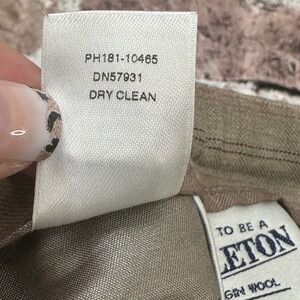 PH181-10465
DN57931
DRY CLEAN
TO BE A
ETON
GIN WOOL